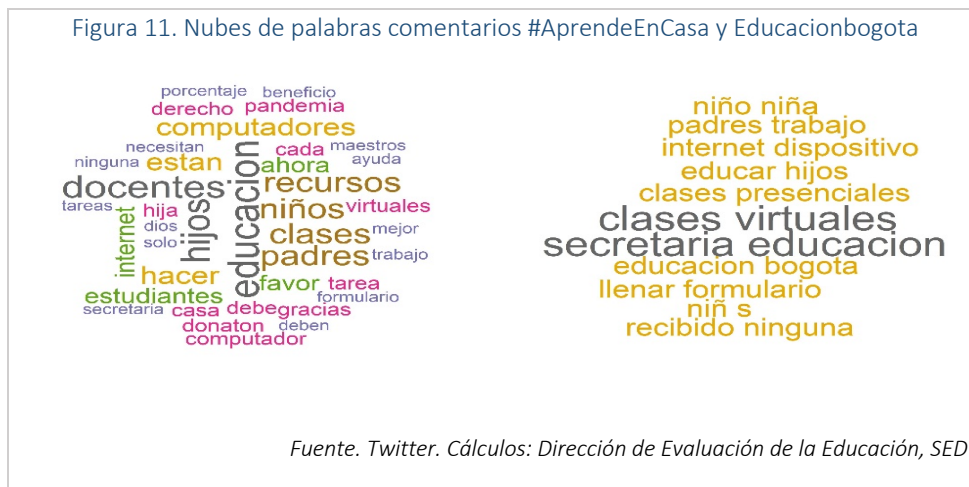 Figura 11. Nubes de palabras comentarios #AprendeEnCasa y Educacionbogota
porcentaje beneficio
derecho pandemia
computadores
necesitan cada maestros
ninguna estan ahora ayuda
docentes recursos
tareas hija niños virtuales
dios
solo clases mejor
internet hijos educacion
padres trabajo
hacer favor tarea
estudiantes formulario
secretaria casa debe gracias
donaton deben
computador
niño niña
padres trabajo
internet dispositivo
educar hijos
clases presenciales
clases virtuales
secretaria educacion
educacion bogota
llenar formulario
niñ s
recibido ninguna
Fuente. Twitter. Cálculos: Dirección de Evaluación de la Educación, SED